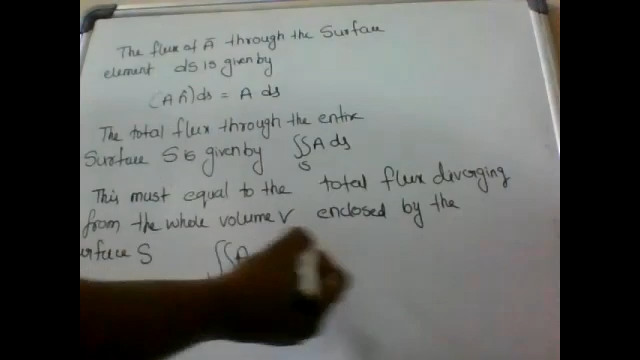 The flux of A̅ through the Surface
element ds is given by
(A n̂)ds = A ds
The total flux through the entire
Surface S is given by ∬ₛ A ds
This must equal to the total flux diverging
from the whole volume V enclosed by the
rface S ∬ A